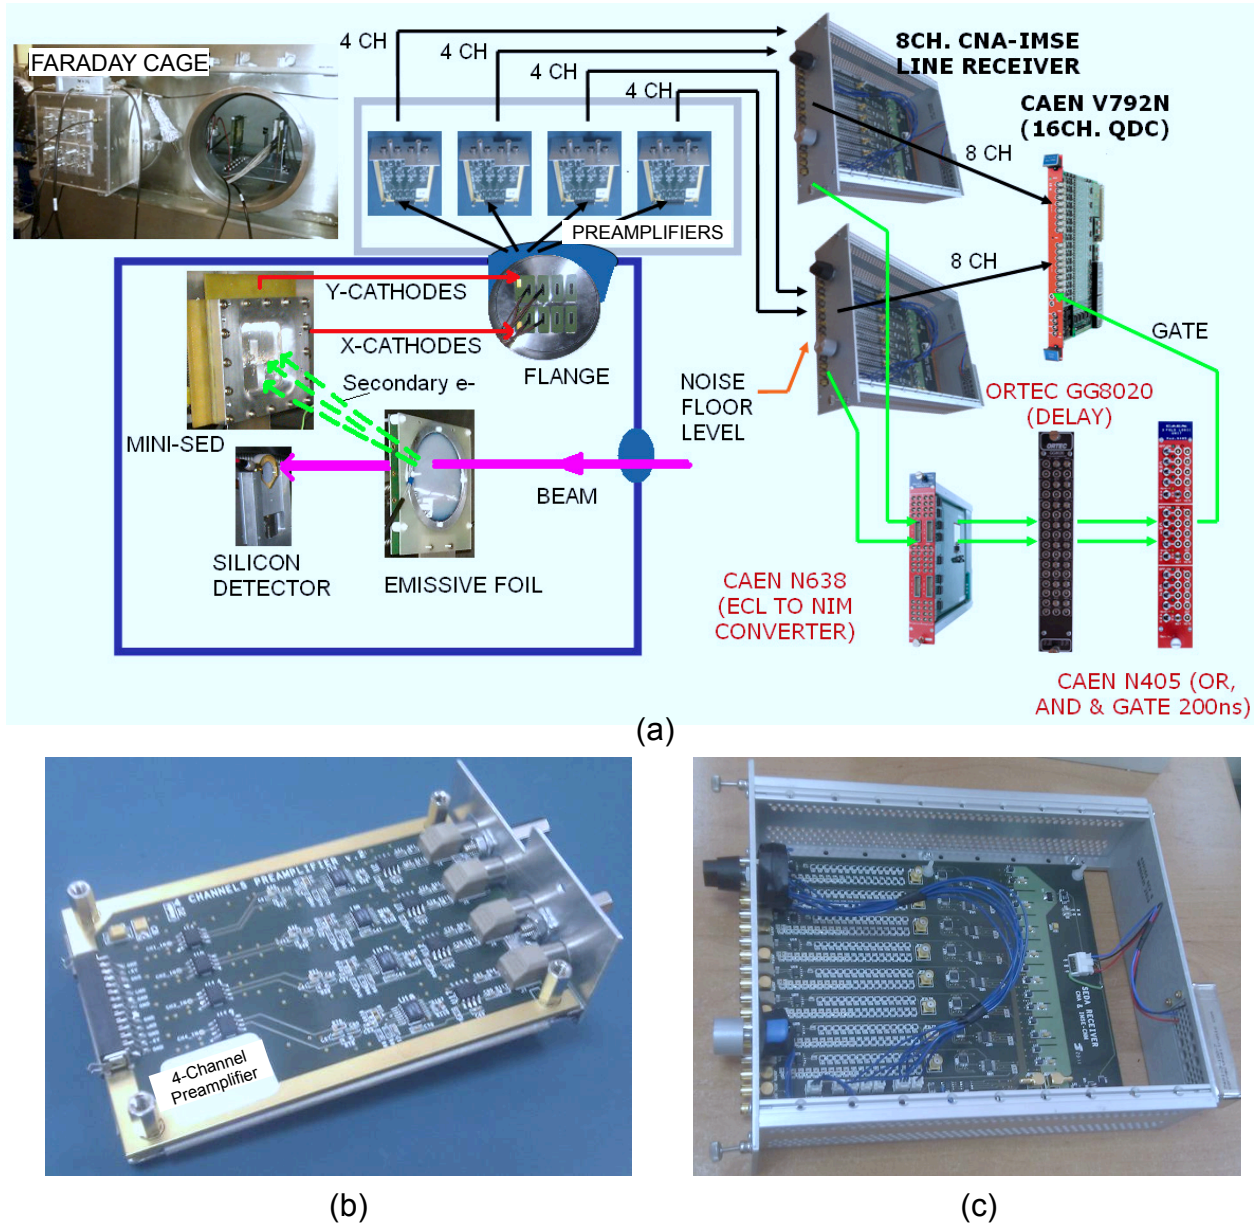 FARADAY CAGE
4 CH
4 CH
4 CH
4 CH
8CH. CNA-IMSE
LINE RECEIVER
CAEN V792N
(16CH. QDC)
8 CH
PREAMPLIFIERS
8 CH
Y-CATHODES
X-CATHODES
GATE
FLANGE
Secondary e-
NOISE
FLOOR
LEVEL
ORTEC GG8020
(DELAY)
MINI-SED
ORTEC
BEAM
SILICON
DETECTOR
EMISSIVE FOIL
CAEN N638
(ECL TO NIM
CONVERTER)
CAEN N405 (OR,
AND & GATE 200ns)
(a)
CHANNELS PREAMPLIFIER V.2
4-Channel
Preamplifier
SEDA RECEIVER
(b)
(c)